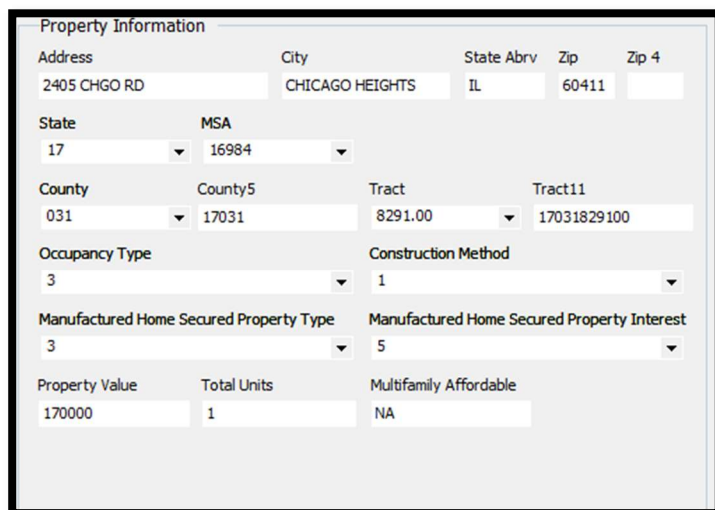 Property Information
Address City State Abrv Zip Zip 4
2405 CHGO RD CHICAGO HEIGHTS IL 60411
State MSA
17 16984
County County5 Tract Tract11
031 17031 8291.00 17031829100
Occupancy Type Construction Method
3 1
Manufactured Home Secured Property Type Manufactured Home Secured Property Interest
3 5
Property Value Total Units Multifamily Affordable
170000 1 NA